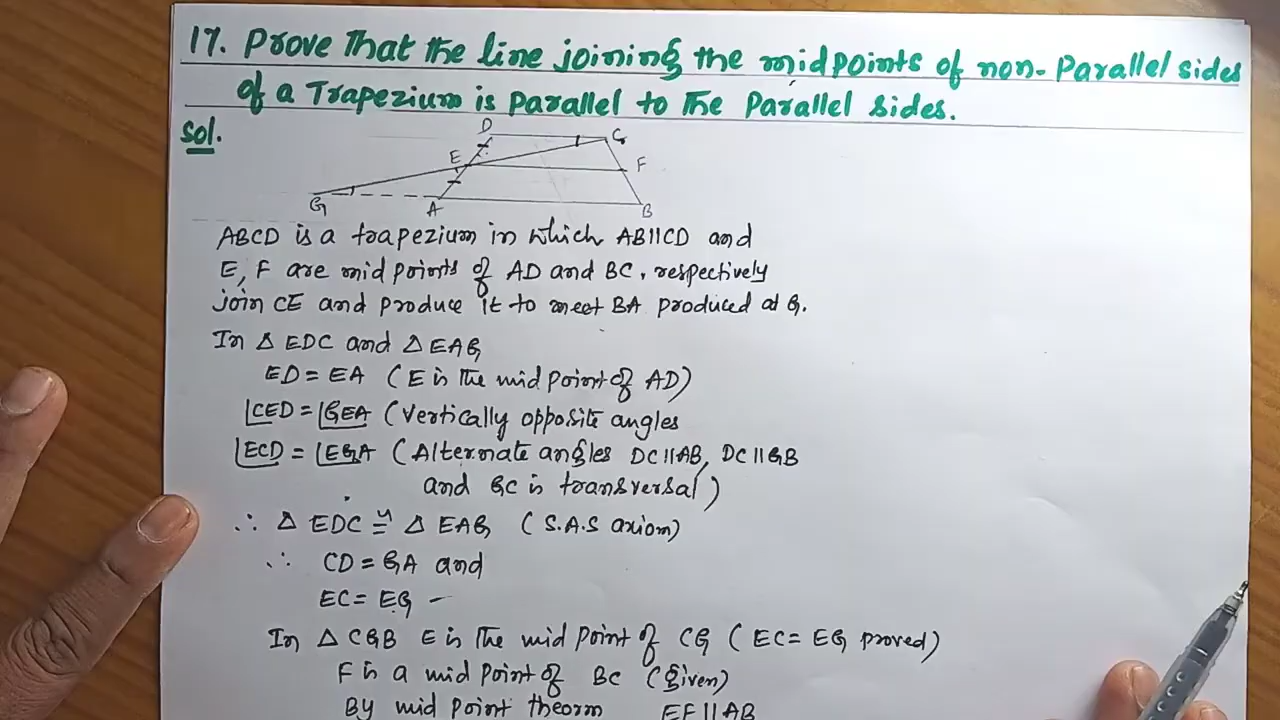 17. Prove That the line joining the midpoints of non-Parallel sides
of a Trapezium is parallel to The Parallel sides.
Sol.
D C
E F
G A B
ABCD is a trapezium in which AB||CD and
E, F are mid points of AD and BC, respectively
join CE and produce it to meet BA produced at G.
In △ EDC and △ EAG
ED = EA (E is the mid point of AD)
∠CED = ∠GEA (Vertically opposite angles
∠ECD = ∠EGA (Alternate angles DC||AB, DC||GB
and GC is transversal)
∴ △ EDC ≅ △ EAG (S.A.S axiom)
∴ CD = GA and
EC = EG –
In △ CGB E is the mid point of CG (EC = EG proved)
F is a mid point of BC (given)
By mid point theorm EF||AB